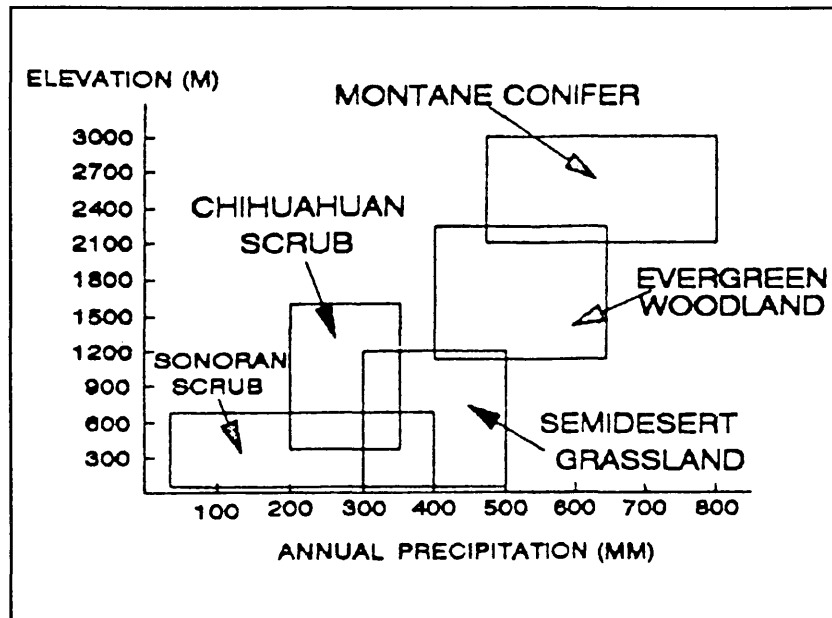 ELEVATION (M)
MONTANE CONIFER
3000
2700
2400
2100
1800
1500
1200
900
600
300
CHIHUAHUAN
SCRUB
EVERGREEN
WOODLAND
SONORAN
SCRUB
SEMIDESERT
GRASSLAND
100 200 300 400 500 600 700 800
ANNUAL PRECIPITATION (MM)